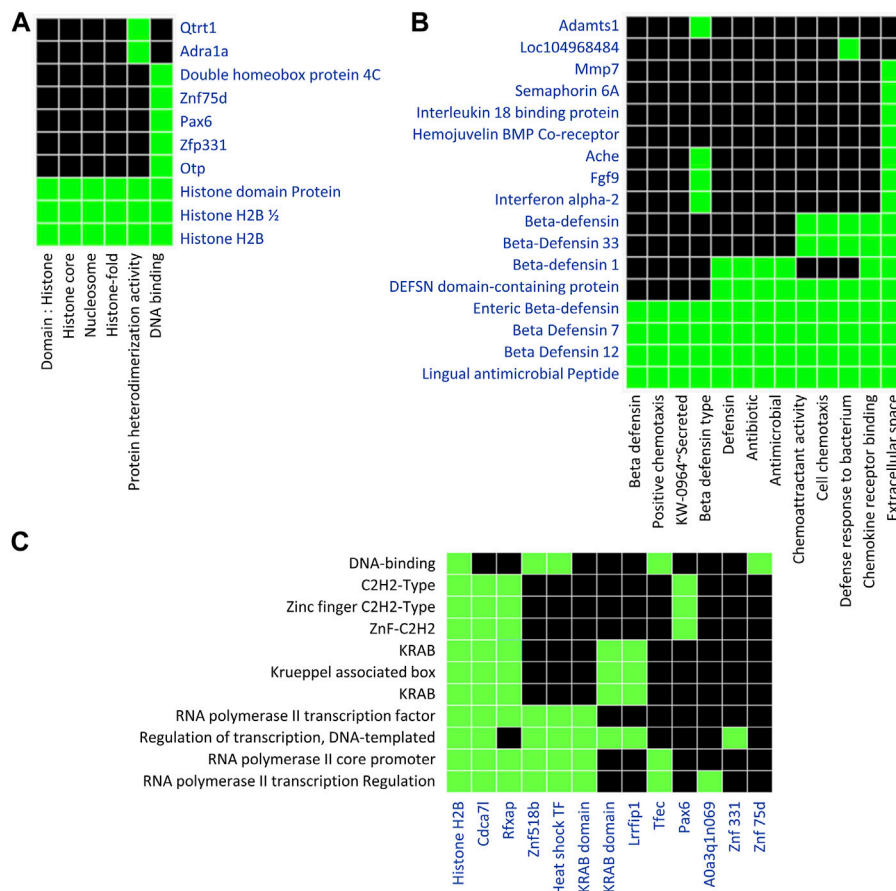 A
Qtrt1
Adra1a
Double homeobox protein 4C
Znf75d
Pax6
Zfp331
Otp
Histone domain Protein
Histone H2B ½
Histone H2B
Domain : Histone
Histone core
Nucleosome
Histone-fold
Protein heterodimerization activity
DNA binding
B
Adamts1
Loc104968484
Mmp7
Semaphorin 6A
Interleukin 18 binding protein
Hemojuvelin BMP Co-receptor
Ache
Fgf9
Interferon alpha-2
Beta-defensin
Beta-Defensin 33
Beta-defensin 1
DEFSN domain-containing protein
Enteric Beta-defensin
Beta Defensin 7
Beta Defensin 12
Lingual antimicrobial Peptide
Beta defensin
Positive chemotaxis
KW-0964~Secreted
Beta defensin type
Defensin
Antibiotic
Antimicrobial
Chemoattractant activity
Cell chemotaxis
Defense response to bacterium
Chemokine receptor binding
Extracellular space
C
DNA-binding
C2H2-Type
Zinc finger C2H2-Type
ZnF-C2H2
KRAB
Krueppel associated box
KRAB
RNA polymerase II transcription factor
Regulation of transcription, DNA-templated
RNA polymerase II core promoter
RNA polymerase II transcription Regulation
Histone H2B
Cdca7l
Rfxap
Znf518b
Heat shock TF
KRAB domain
KRAB domain
Lrrfip1
Tfec
Pax6
A0a3q1n069
Znf 331
Znf 75d